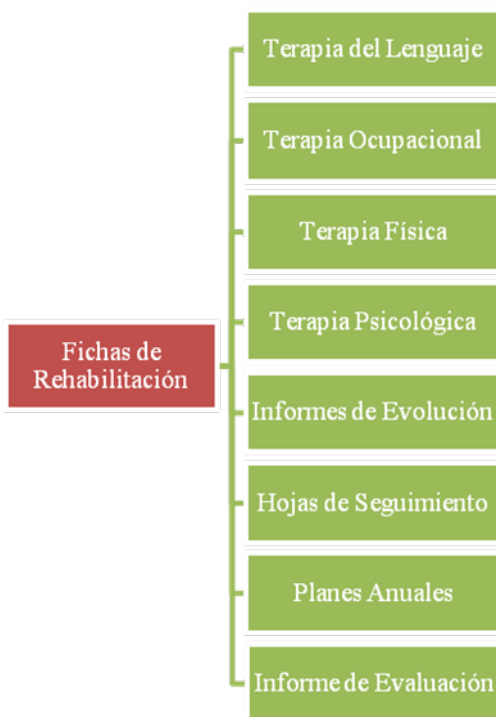 Fichas de
Rehabilitación
Terapia del Lenguaje
Terapia Ocupacional
Terapia Física
Terapia Psicológica
Informes de Evolución
Hojas de Seguimiento
Planes Anuales
Informe de Evaluación